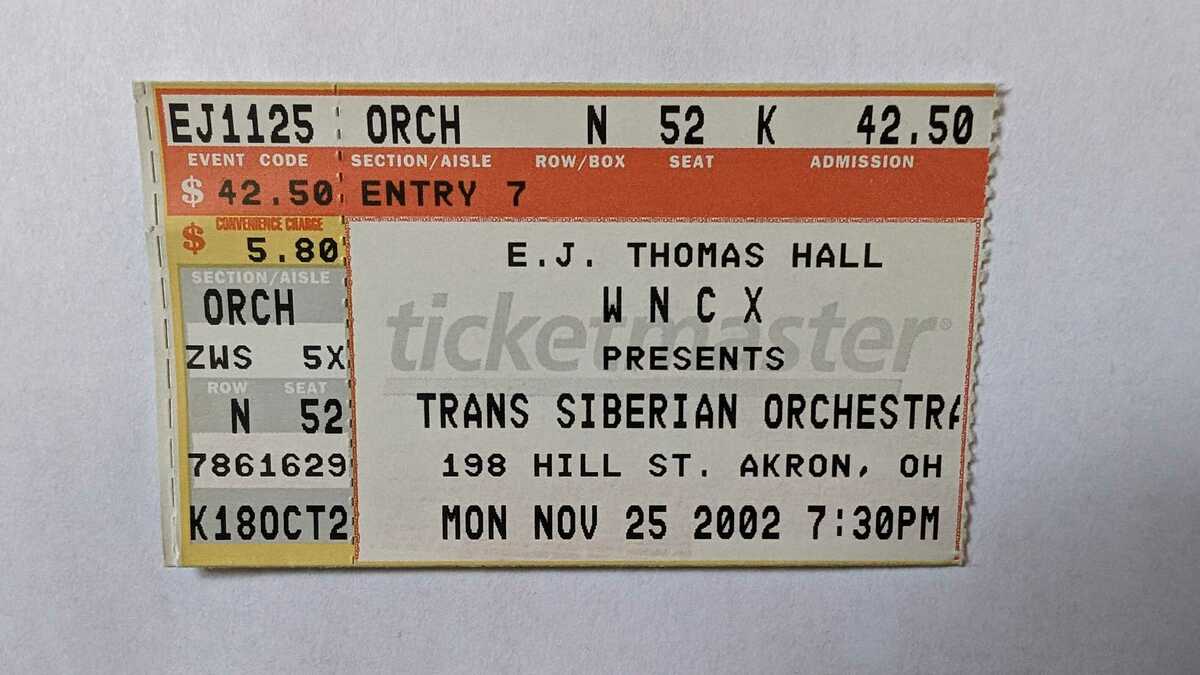 EJ1125 ORCH N 52 K 42.50
EVENT CODE SECTION/AISLE ROW/BOX SEAT ADMISSION
$ 42.50 ENTRY 7
CONVENIENCE CHARGE
$ 5.80
SECTION/AISLE
ORCH
ZWS 5X
ROW SEAT
N 52
7861629
K18OCT2
E.J. THOMAS HALL
W N C X
ticketmaster®
PRESENTS
TRANS SIBERIAN ORCHESTRA
198 HILL ST. AKRON, OH
MON NOV 25 2002 7:30PM